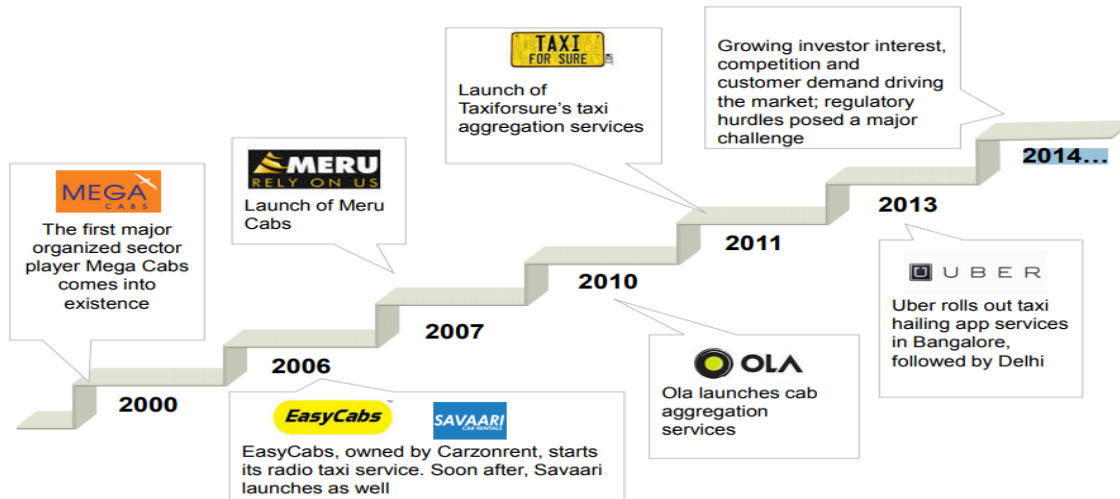 MEGA
CABS
The first major
organized sector
player Mega Cabs
comes into
existence
2000
2006
EasyCabs
SAVAARI
CAR RENTALS
EasyCabs, owned by Carzonrent, starts
its radio taxi service. Soon after, Savaari
launches as well
MERU
RELY ON US
Launch of Meru
Cabs
2007
2010
OLA
Ola launches cab
aggregation
services
TAXI
FOR SURE
.COM
Launch of
Taxiforsure’s taxi
aggregation services
2011
2013
UBER
Uber rolls out taxi
hailing app services
in Bangalore,
followed by Delhi
Growing investor interest,
competition and
customer demand driving
the market; regulatory
hurdles posed a major
challenge
2014...